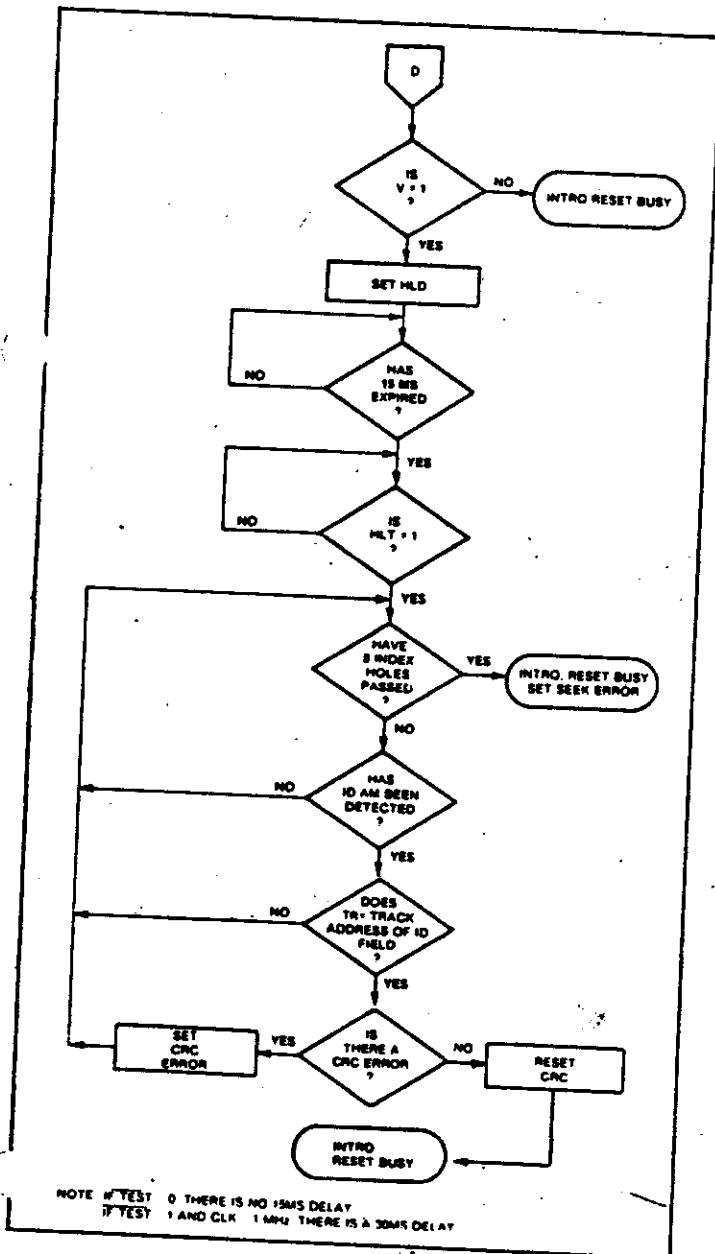 D
IS
V = 1
?
NO
INTRO RESET BUSY
YES
SET HLD
HAS
15 MS
EXPIRED
?
NO
YES
IS
HLT = 1
?
NO
YES
HAVE
INDEX
HOLES
PASSED
?
YES
INTRO. RESET BUSY
SET SEEK ERROR
NO
HAS
ID AM BEEN
DETECTED
?
NO
YES
DOES
TR = TRACK
ADDRESS OF ID
FIELD
?
NO
YES
IS
THERE A
CRC ERROR
?
YES
SET
CRC
ERROR
NO
RESET
CRC
INTRO
RESET BUSY
NOTE IF TEST 0 THERE IS NO 15MS DELAY
IF TEST 1 AND CLK 1 MHz THERE IS A 30MS DELAY